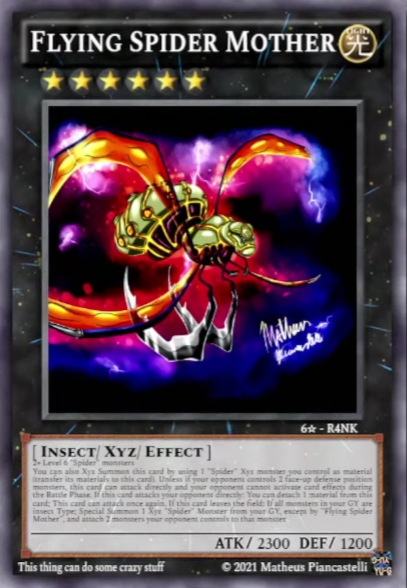 FLYING SPIDER MOTHER
LIGHT
光
Matheus
6☆ - R4NK
[ INSECT/ XYZ/ EFFECT ]
2+ Level 6 "Spider" monsters
You can also Xyz Summon this card by using 1 "Spider" Xyz monster you control as material
(transfer its materials to this card). Unless if your opponent controls 2 face-up defense position
monsters, this card can attack directly and your opponent cannot activate card effects during
the Battle Phase. If this card attacks your opponent directly: You can detach 1 material from this
card; This card can attack once again. If this card leaves the field: If all monsters in your GY are
insect Type; Special Summon 1 Xyz "Spider" Monster from your GY, except by "Flying Spider
Mother", and attach 2 monsters your opponent controls to that monster
ATK/ 2300 DEF/ 1200
This thing can do some crazy stuff
© 2021 Matheus Piancastelli